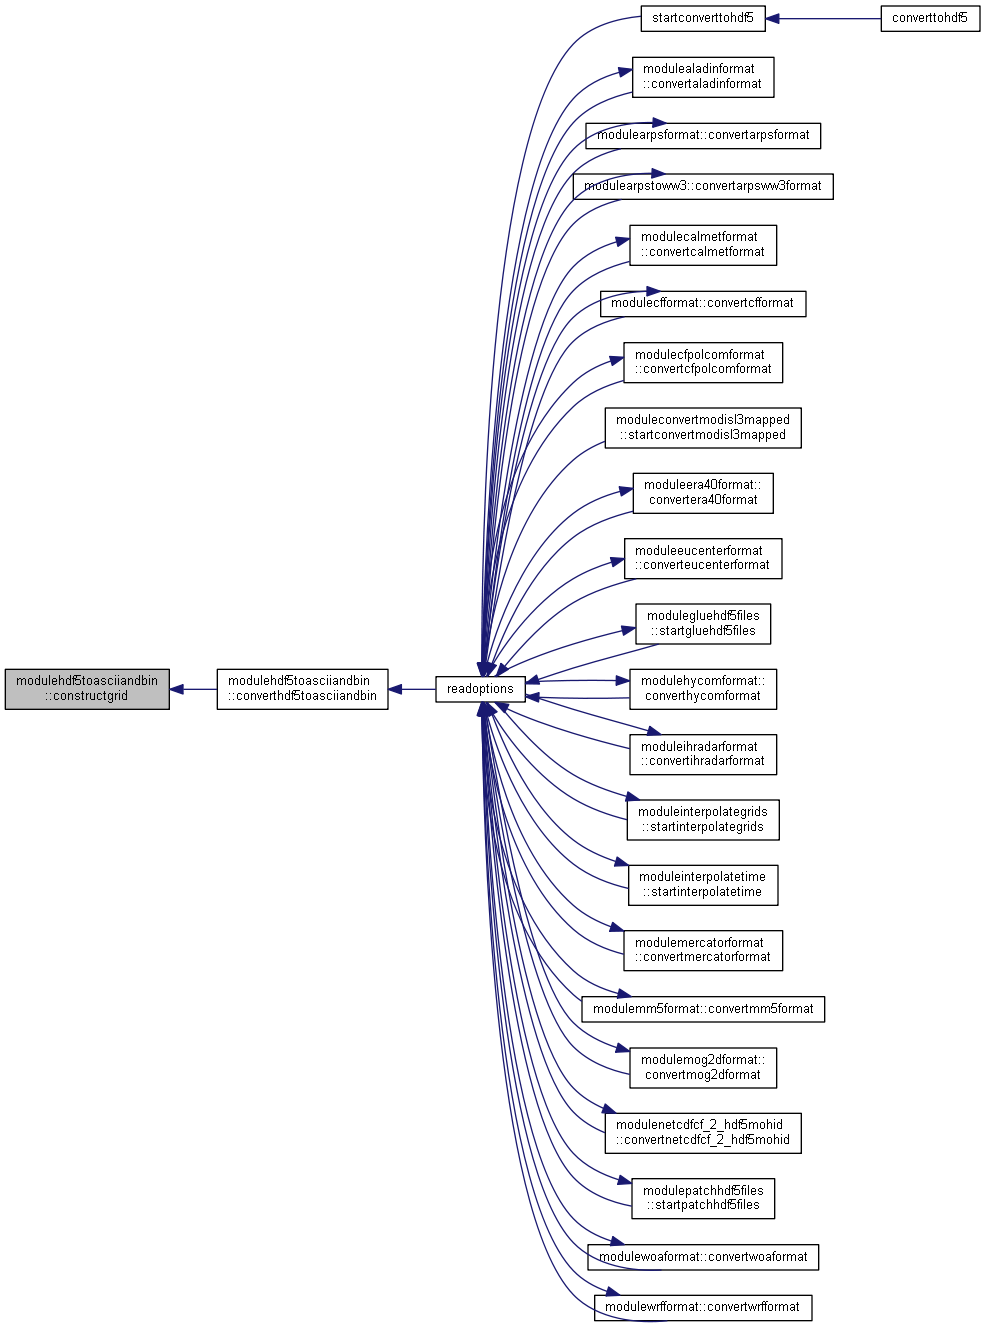 startconverttohdf5
converttohdf5
modulealadinformat
::convertaladinformat
modulearpsformat::convertarpsformat
modulearpstoww3::convertarpsww3format
modulecalmetformat
::convertcalmetformat
modulecfformat::convertcfformat
modulecfpolcomformat
::convertcfpolcomformat
moduleconvertmodisl3mapped
::startconvertmodisl3mapped
moduleera40format::
convertera40format
moduleeucenterformat
::converteucenterformat
modulegluehdf5files
::startgluehdf5files
modulehdf5toasciiandbin
::constructgrid
modulehdf5toasciiandbin
::converthdf5toasciiandbin
readoptions
modulehycomformat::
converthycomformat
moduleihradarformat
::convertihradarformat
moduleinterpolategrids
::startinterpolategrids
moduleinterpolatetime
::startinterpolatetime
modulemercatorformat
::convertmercatorformat
modulemm5format::convertmm5format
modulemog2dformat::
convertmog2dformat
modulenetcdfcf_2_hdf5mohid
::convertnetcdfcf_2_hdf5mohid
modulepatchhdf5files
::startpatchhdf5files
modulewoaformat::convertwoaformat
modulewrfformat::convertwrfformat